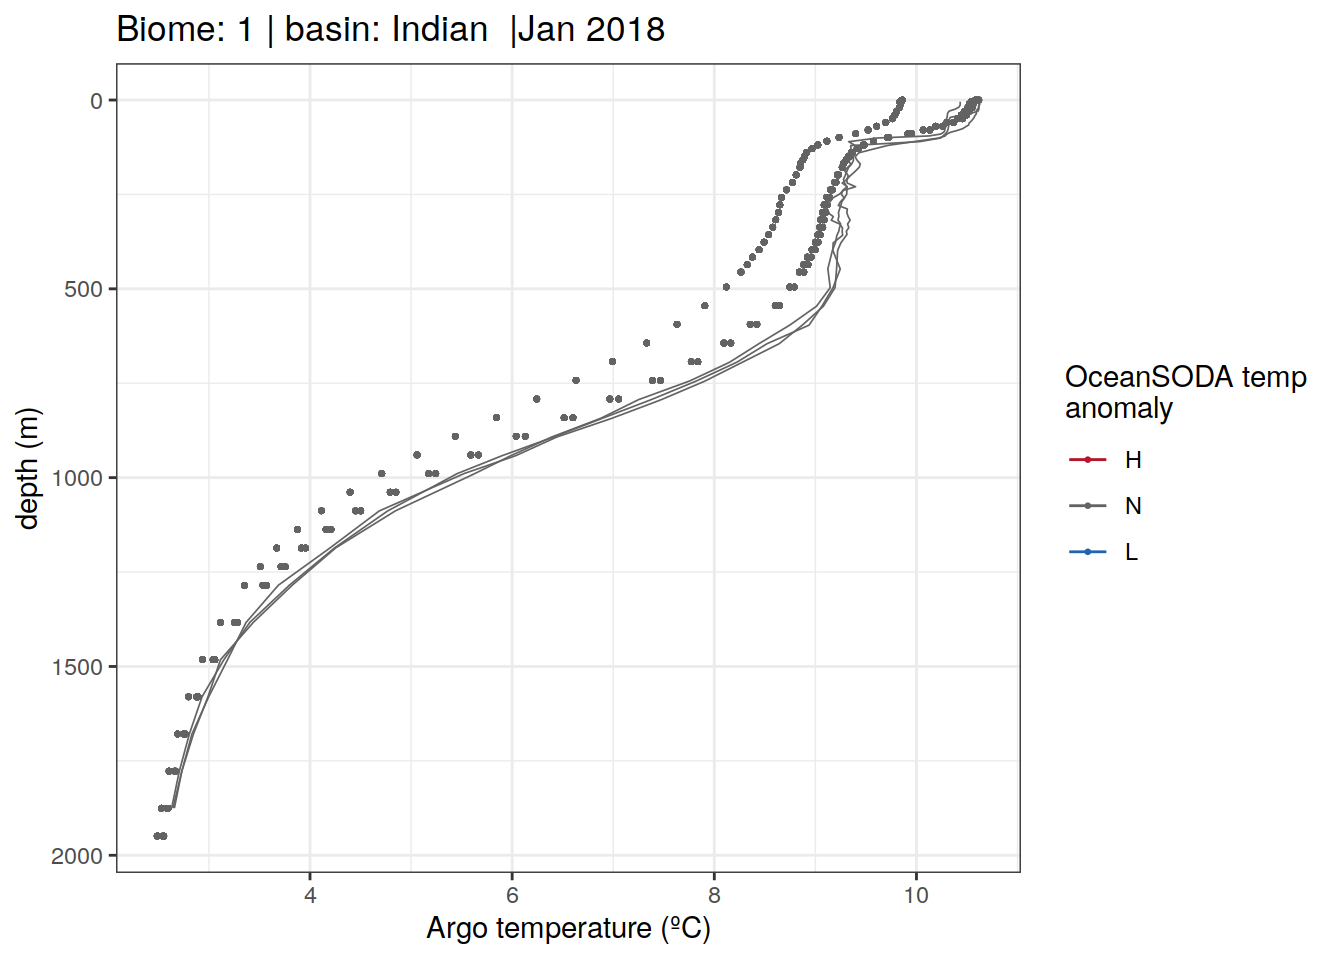 Biome: 1 | basin: Indian  |Jan 2018
0
500
1000
1500
2000
depth (m)
4
6
8
10
Argo temperature (ºC)
OceanSODA temp
anomaly
H
N
L